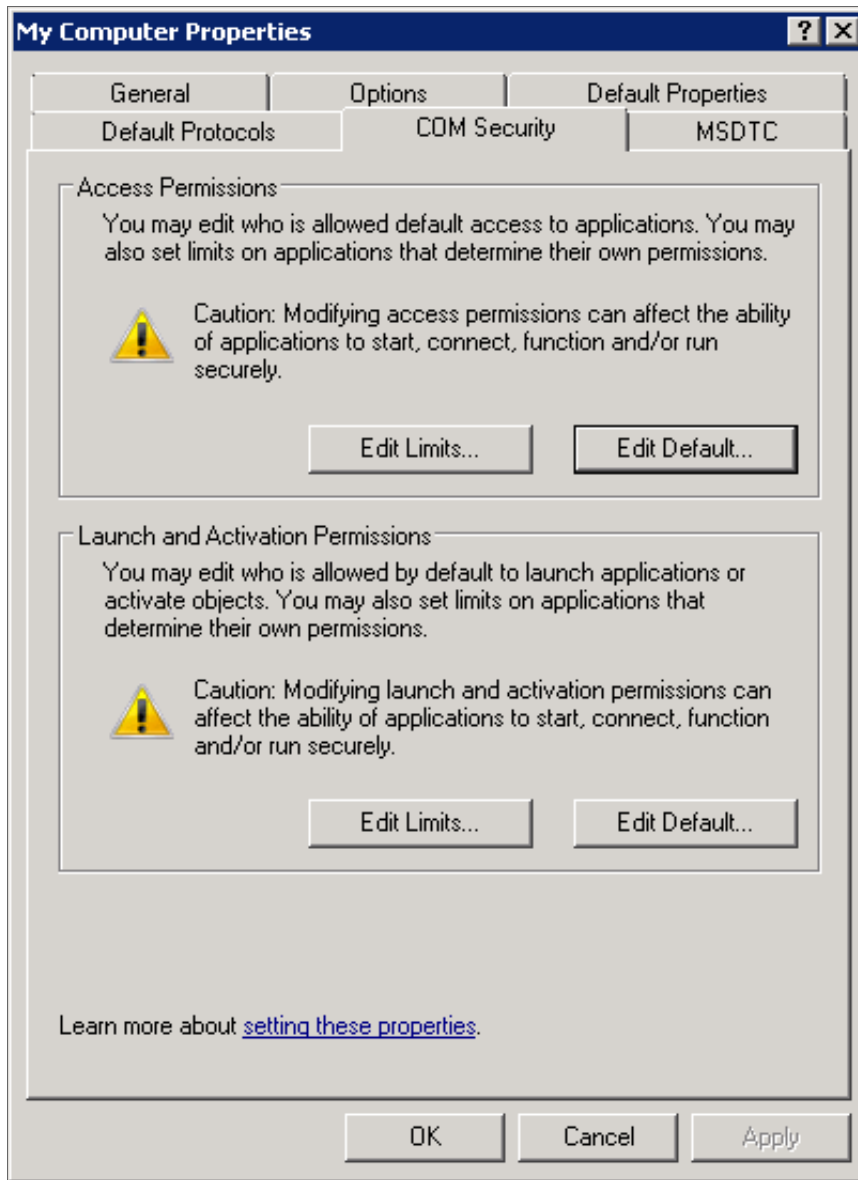 My Computer Properties
General Options Default Properties
Default Protocols COM Security MSDTC
Access Permissions
You may edit who is allowed default access to applications. You may
also set limits on applications that determine their own permissions.
Caution: Modifying access permissions can affect the ability
of applications to start, connect, function and/or run
securely.
Edit Limits... Edit Default...
Launch and Activation Permissions
You may edit who is allowed by default to launch applications or
activate objects. You may also set limits on applications that
determine their own permissions.
Caution: Modifying launch and activation permissions can
affect the ability of applications to start, connect, function
and/or run securely.
Edit Limits... Edit Default...
Learn more about setting these properties.
OK Cancel Apply